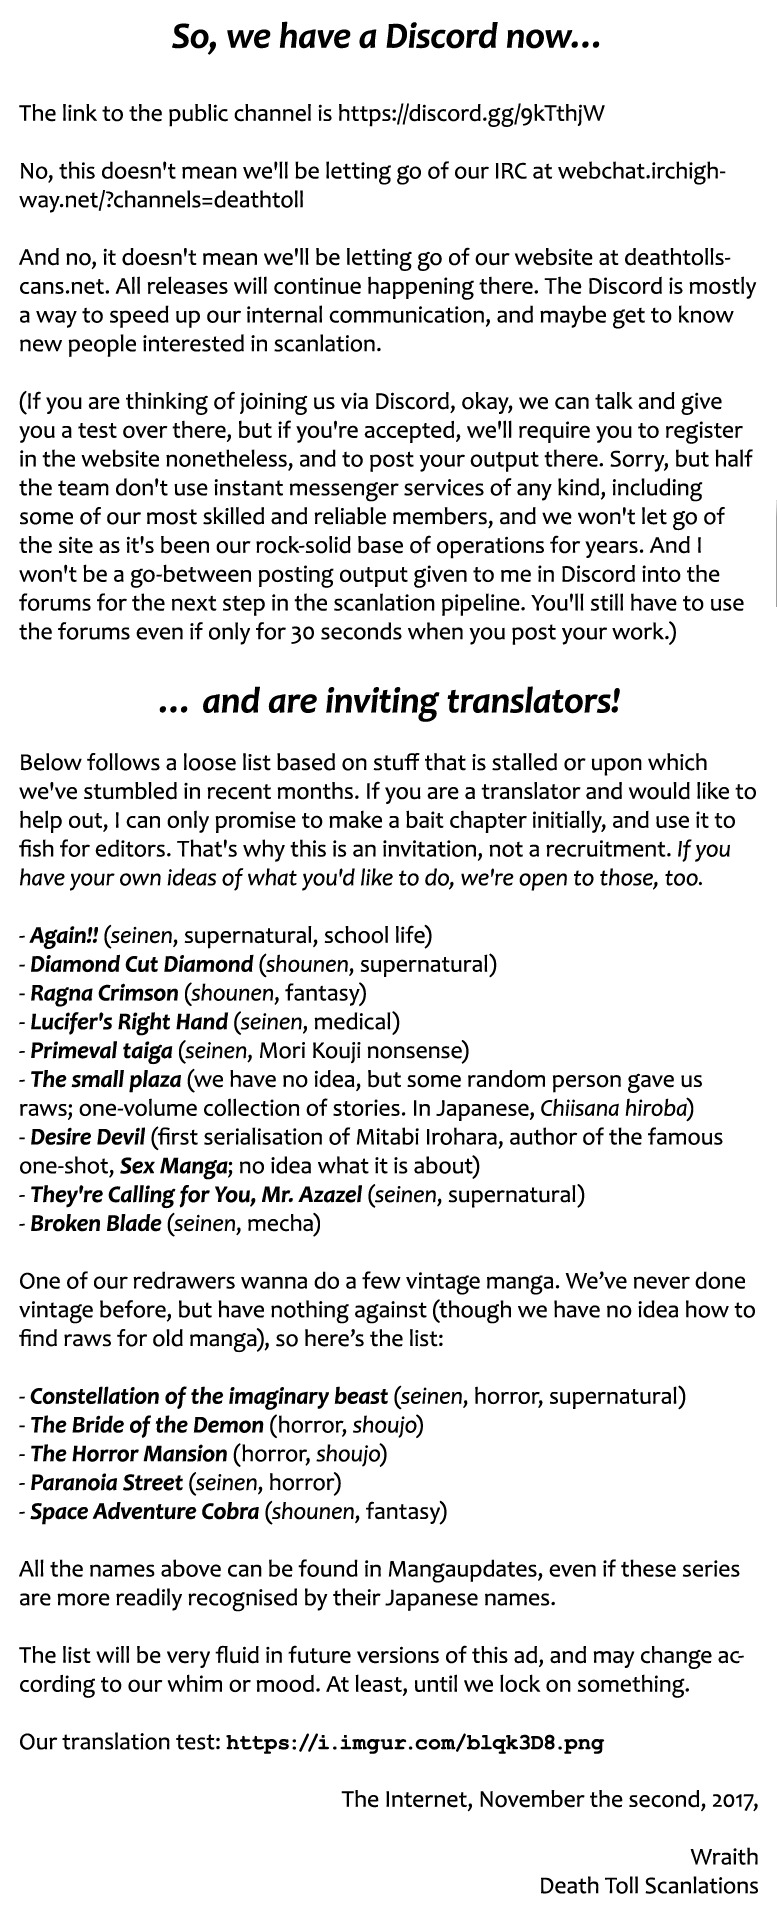 So, we have a Discord now...
The link to the public channel is https://discord.gg/9kTthjW
No, this doesn't mean we'll be letting go of our IRC at webchat.irchigh-
way.net/?channels=deathtoll
And no, it doesn't mean we'll be letting go of our website at deathtolls-
cans.net. All releases will continue happening there. The Discord is mostly
a way to speed up our internal communication, and maybe get to know
new people interested in scanlation.
(If you are thinking of joining us via Discord, okay, we can talk and give
you a test over there, but if you're accepted, we'll require you to register
in the website nonetheless, and to post your output there. Sorry, but half
the team don't use instant messenger services of any kind, including
some of our most skilled and reliable members, and we won't let go of
the site as it's been our rock-solid base of operations for years. And I
won't be a go-between posting output given to me in Discord into the
forums for the next step in the scanlation pipeline. You'll still have to use
the forums even if only for 30 seconds when you post your work.)
... and are inviting translators!
Below follows a loose list based on stuff that is stalled or upon which
we've stumbled in recent months. If you are a translator and would like to
help out, I can only promise to make a bait chapter initially, and use it to
fish for editors. That's why this is an invitation, not a recruitment. If you
have your own ideas of what you'd like to do, we're open to those, too.
- Again!! (seinen, supernatural, school life)
- Diamond Cut Diamond (shounen, supernatural)
- Ragna Crimson (shounen, fantasy)
- Lucifer's Right Hand (seinen, medical)
- Primeval taiga (seinen, Mori Kouji nonsense)
- The small plaza (we have no idea, but some random person gave us
raws; one-volume collection of stories. In Japanese, Chiisana hiroba)
- Desire Devil (first serialisation of Mitabi Irohara, author of the famous
one-shot, Sex Manga; no idea what it is about)
- They're Calling for You, Mr. Azazel (seinen, supernatural)
- Broken Blade (seinen, mecha)
One of our redrawers wanna do a few vintage manga. We’ve never done
vintage before, but have nothing against (though we have no idea how to
find raws for old manga), so here’s the list:
- Constellation of the imaginary beast (seinen, horror, supernatural)
- The Bride of the Demon (horror, shoujo)
- The Horror Mansion (horror, shoujo)
- Paranoia Street (seinen, horror)
- Space Adventure Cobra (shounen, fantasy)
All the names above can be found in Mangaupdates, even if these series
are more readily recognised by their Japanese names.
The list will be very fluid in future versions of this ad, and may change ac-
cording to our whim or mood. At least, until we lock on something.
Our translation test: https://i.imgur.com/blqk3D8.png
The Internet, November the second, 2017,
Wraith
Death Toll Scanlations